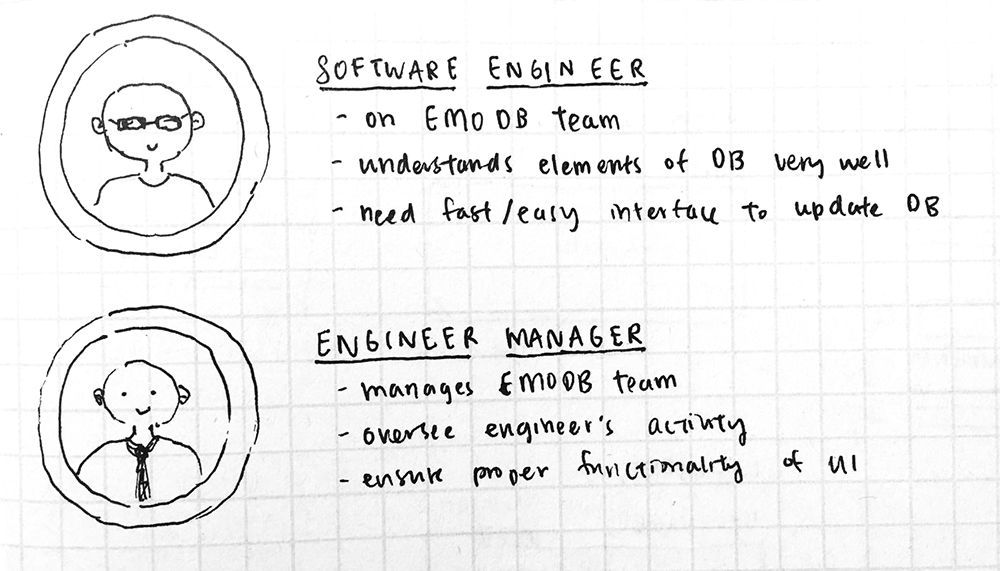 SOFTWARE ENGINEER
- on EMODB team
- understands elements of DB very well
- need fast/easy interface to update DB
ENGINEER MANAGER
- manages EMODB team
- oversee engineer's activity
- ensure proper functionality of UI